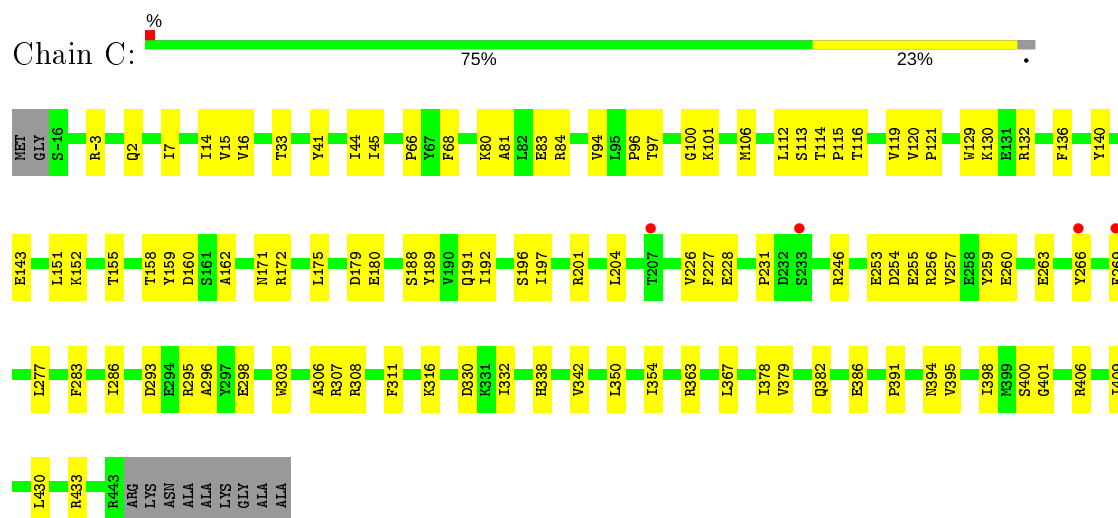 %
Chain C:
75% 23% •
MET GLY S-16 R-3 Q2 I7 I14 V15 V16 T33 Y41 I44 I45 P66 Y67 F68 K80 A81 L82 E83 R84 V94 L95 P96 T97 G100 K101 M106 L112 S113 T114 P115 T116 V119 V120 P121 W129 K130 E131 R132 F136 Y140
E143 L151 K152 T155 T158 Y159 D160 S161 A162 N171 R172 L175 D179 E180 S188 Y189 V190 Q191 I192 S196 I197 R201 L204 T207 V226 F227 E228 P231 D232 S233 R246 E253 D254 E255 R256 V257 E258 Y259 E260 E263 Y266
L277 F283 I286 D293 E294 R295 A296 Y297 E298 W303 A306 R307 R308 F311 K316 D330 K331 I332 H338 V342 L350 I354 R363 L367 I378 V379 Q382 E386 P391 N394 V395 I398 M399 S400 G401 R406
L430 R433 R443 ARG LYS ASN ALA ALA LYS GLY ALA ALA